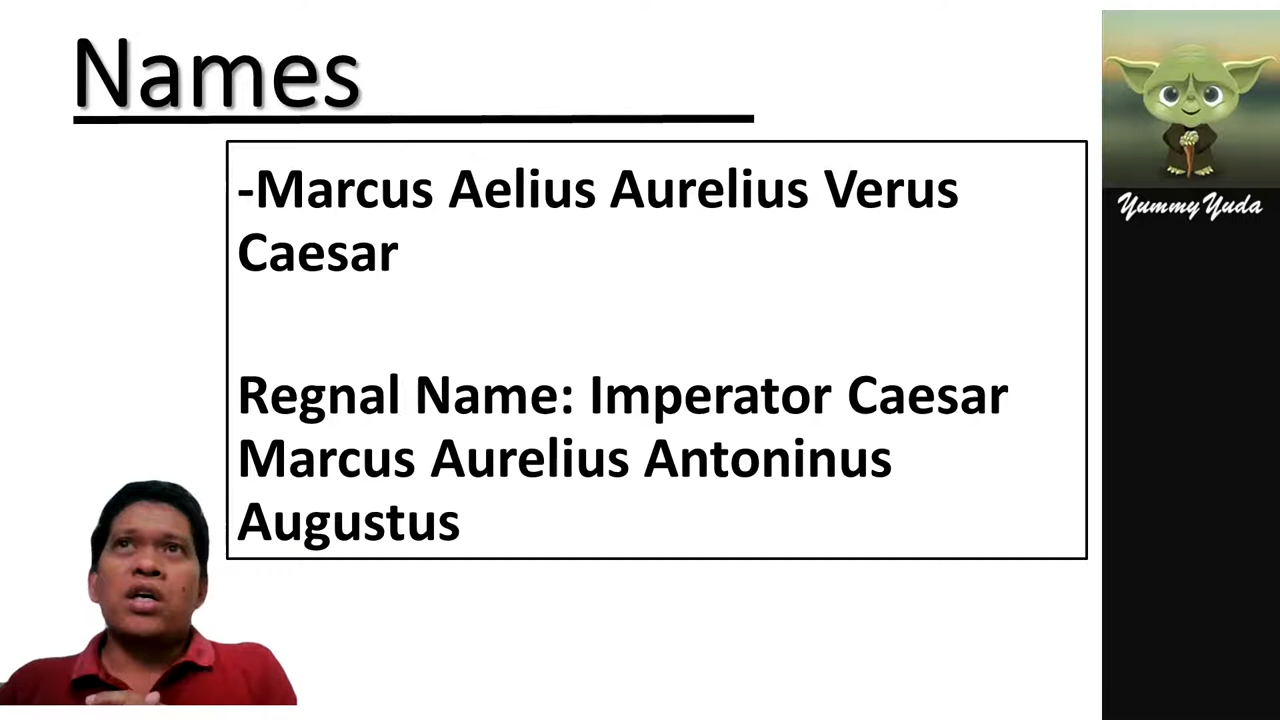 Names
-Marcus Aelius Aurelius Verus
Caesar
Regnal Name: Imperator Caesar
Marcus Aurelius Antoninus
Augustus
Yummy Yuda